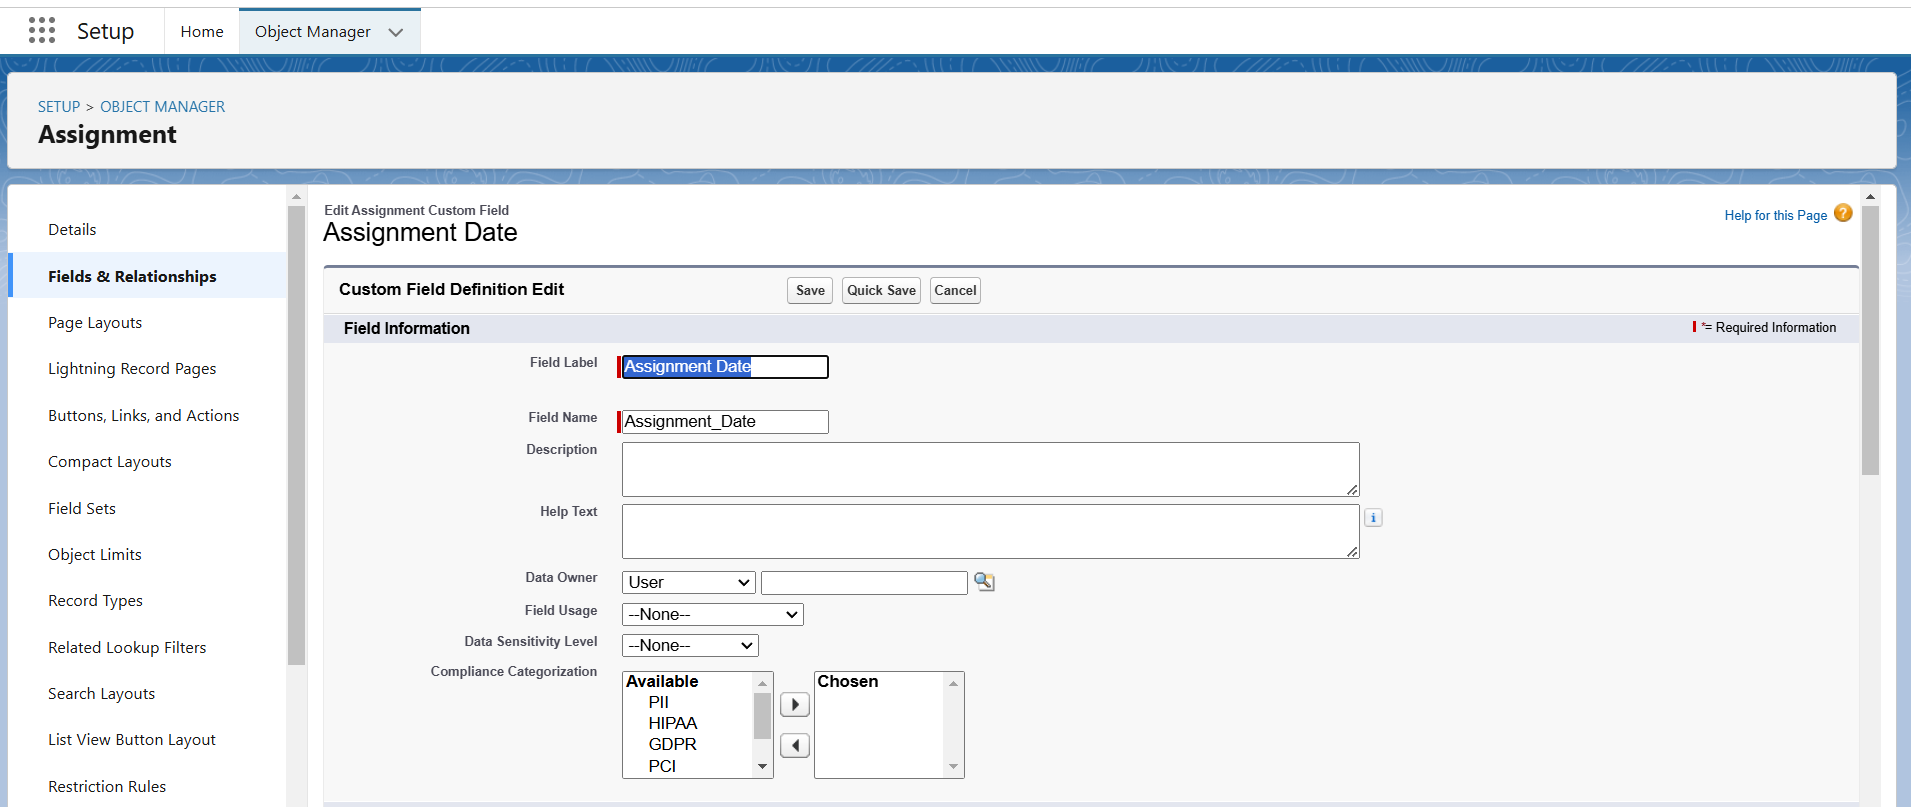 Setup
Home
Object Manager
SETUP > OBJECT MANAGER
Assignment
Details
Fields & Relationships
Page Layouts
Lightning Record Pages
Buttons, Links, and Actions
Compact Layouts
Field Sets
Object Limits
Record Types
Related Lookup Filters
Search Layouts
List View Button Layout
Restriction Rules
Edit Assignment Custom Field
Assignment Date
Help for this Page ?
Custom Field Definition Edit
Save
Quick Save
Cancel
Field Information
*= Required Information
Field Label
Assignment Date
Field Name
Assignment_Date
Description
Help Text
i
Data Owner
User
Field Usage
--None--
Data Sensitivity Level
--None--
Compliance Categorization
Available
PII
HIPAA
GDPR
PCI
Chosen